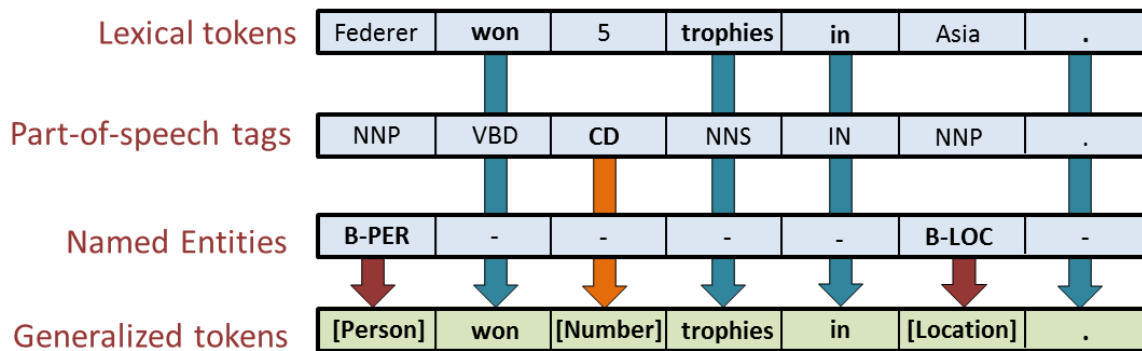 Lexical tokens Federer won 5 trophies in Asia .
Part-of-speech tags NNP VBD CD NNS IN NNP .
Named Entities B-PER - - - - B-LOC -
Generalized tokens [Person] won [Number] trophies in [Location] .